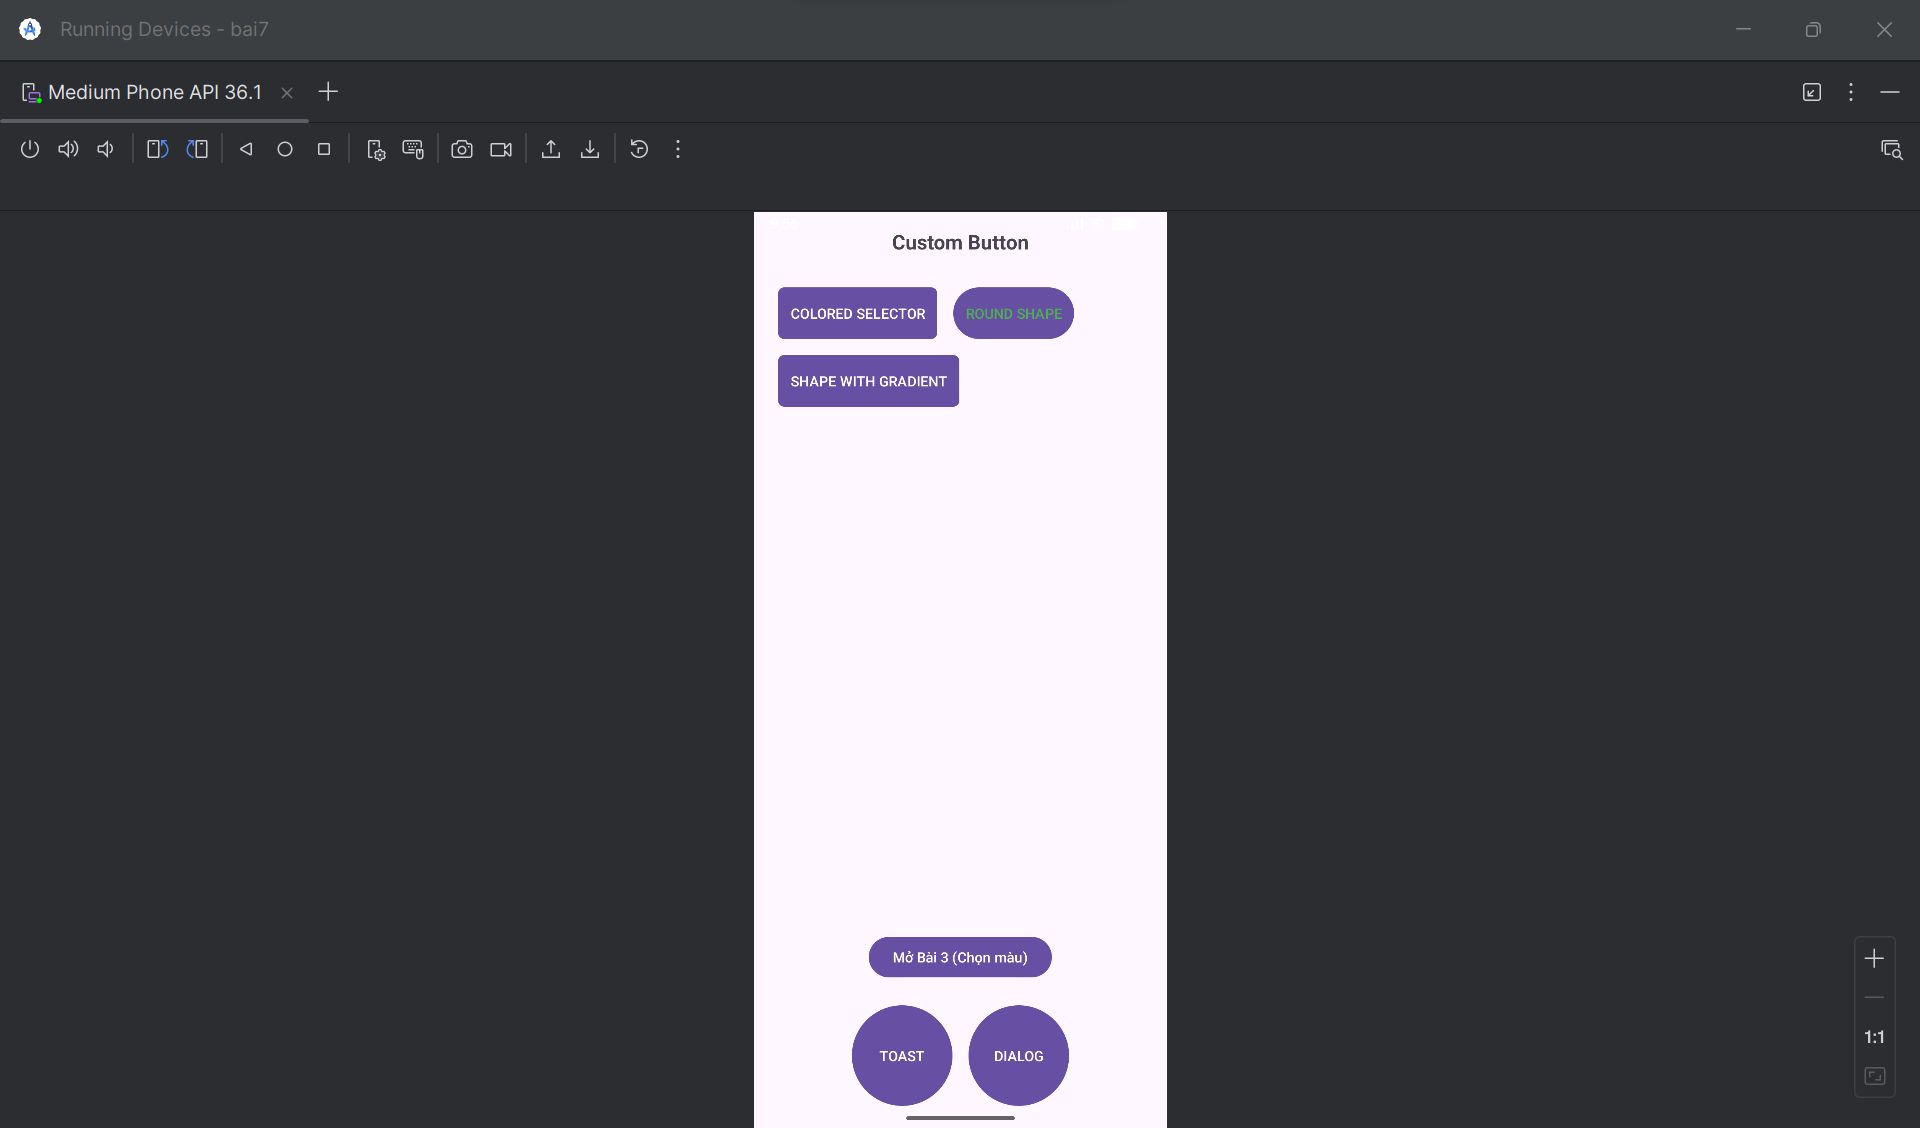 Running Devices - bai7
Medium Phone API 36.1
Custom Button
COLORED SELECTOR
ROUND SHAPE
SHAPE WITH GRADIENT
Mở Bài 3 (Chọn màu)
TOAST
DIALOG
1:1